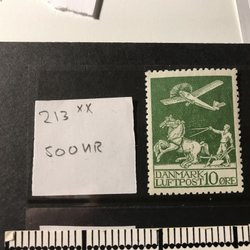 213 xx
500 KR
DANMARK
LUFTPOST 10 ØRE